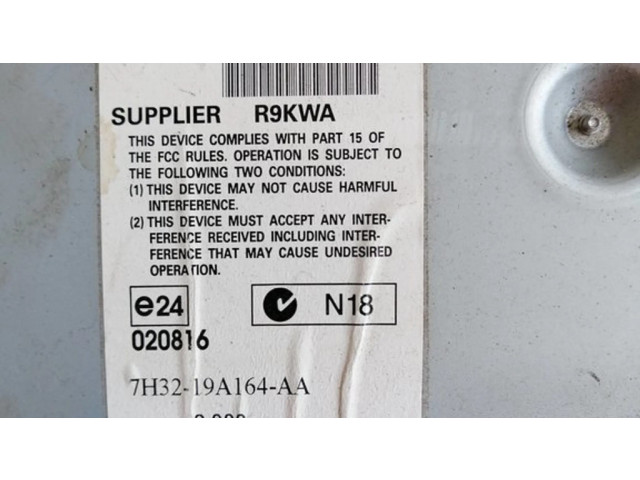 SUPPLIER R9KWA
THIS DEVICE COMPLIES WITH PART 15 OF
THE FCC RULES. OPERATION IS SUBJECT TO
THE FOLLOWING TWO CONDITIONS:
(1) THIS DEVICE MAY NOT CAUSE HARMFUL
INTERFERENCE.
(2) THIS DEVICE MUST ACCEPT ANY INTER-
FERENCE RECEIVED INCLUDING INTER-
FERENCE THAT MAY CAUSE UNDESIRED
OPERATION.
e24 N18
020816
7H32-19A164-AA